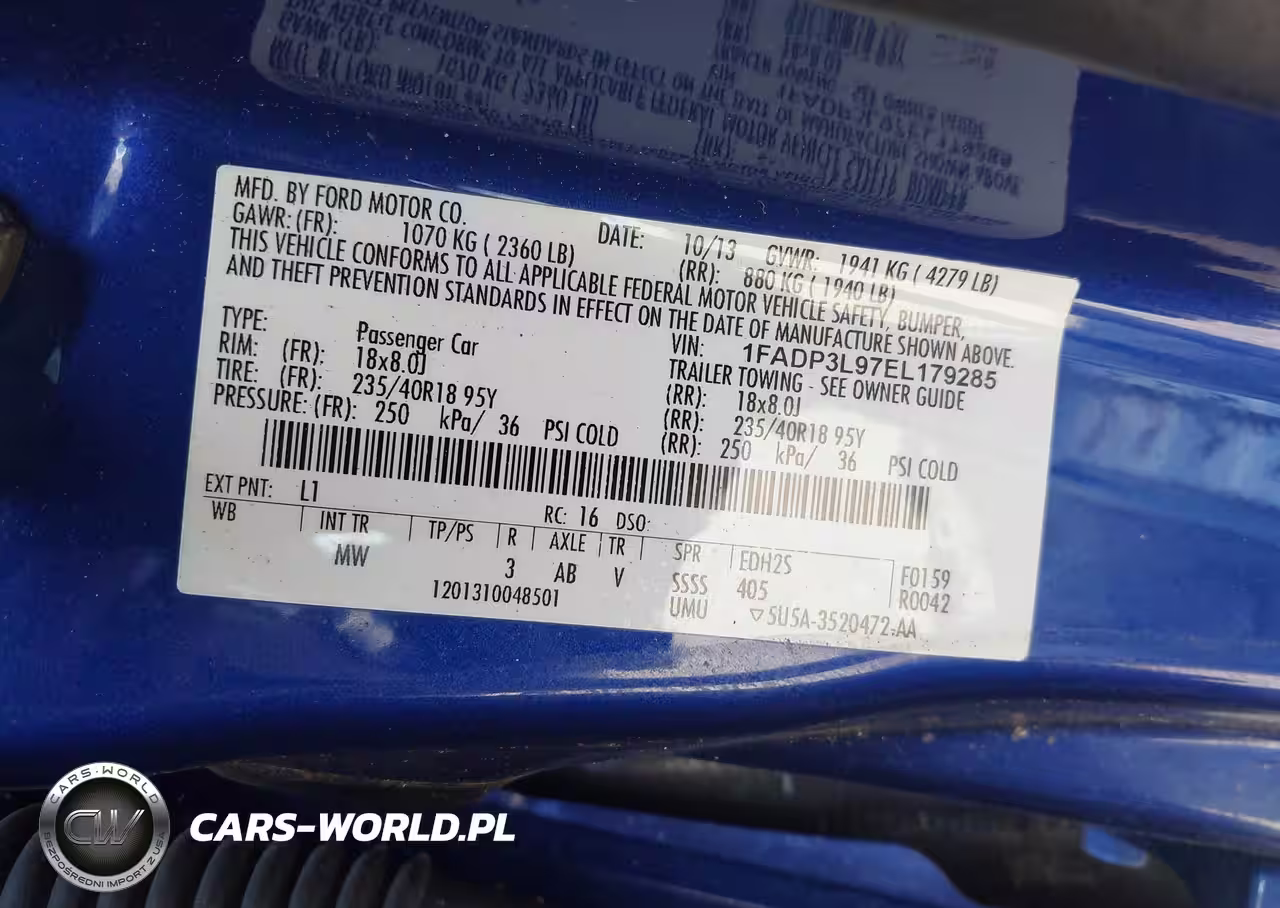 MFD. BY FORD MOTOR CO. DATE: 10/13 GVWR: 1941 KG ( 4279 LB)
GAWR: (FR): 1070 KG ( 2360 LB) (RR): 880 KG ( 1940 LB)
THIS VEHICLE CONFORMS TO ALL APPLICABLE FEDERAL MOTOR VEHICLE SAFETY, BUMPER,
AND THEFT PREVENTION STANDARDS IN EFFECT ON THE DATE OF MANUFACTURE SHOWN ABOVE.
VIN: 1FADP3L97EL179285
TYPE: Passenger Car TRAILER TOWING - SEE OWNER GUIDE
RIM: (FR): 18x8.0J (RR): 18x8.0J
TIRE: (FR): 235/40R18 95Y (RR): 235/40R18 95Y
PRESSURE: (FR): 250 kPa/ 36 PSI COLD (RR): 250 kPa/ 36 PSI COLD
EXT PNT: L1 RC: 16 DSO:
WB INT TR TP/PS R AXLE TR SPR EDH2S F0159
MW 3 AB V SSSS 405 R0042
1201310048501 UMU ▽5U5A-3520472-AA
CARS-WORLD
CW
BEZPOŚREDNI IMPORT Z USA
CARS-WORLD.PL